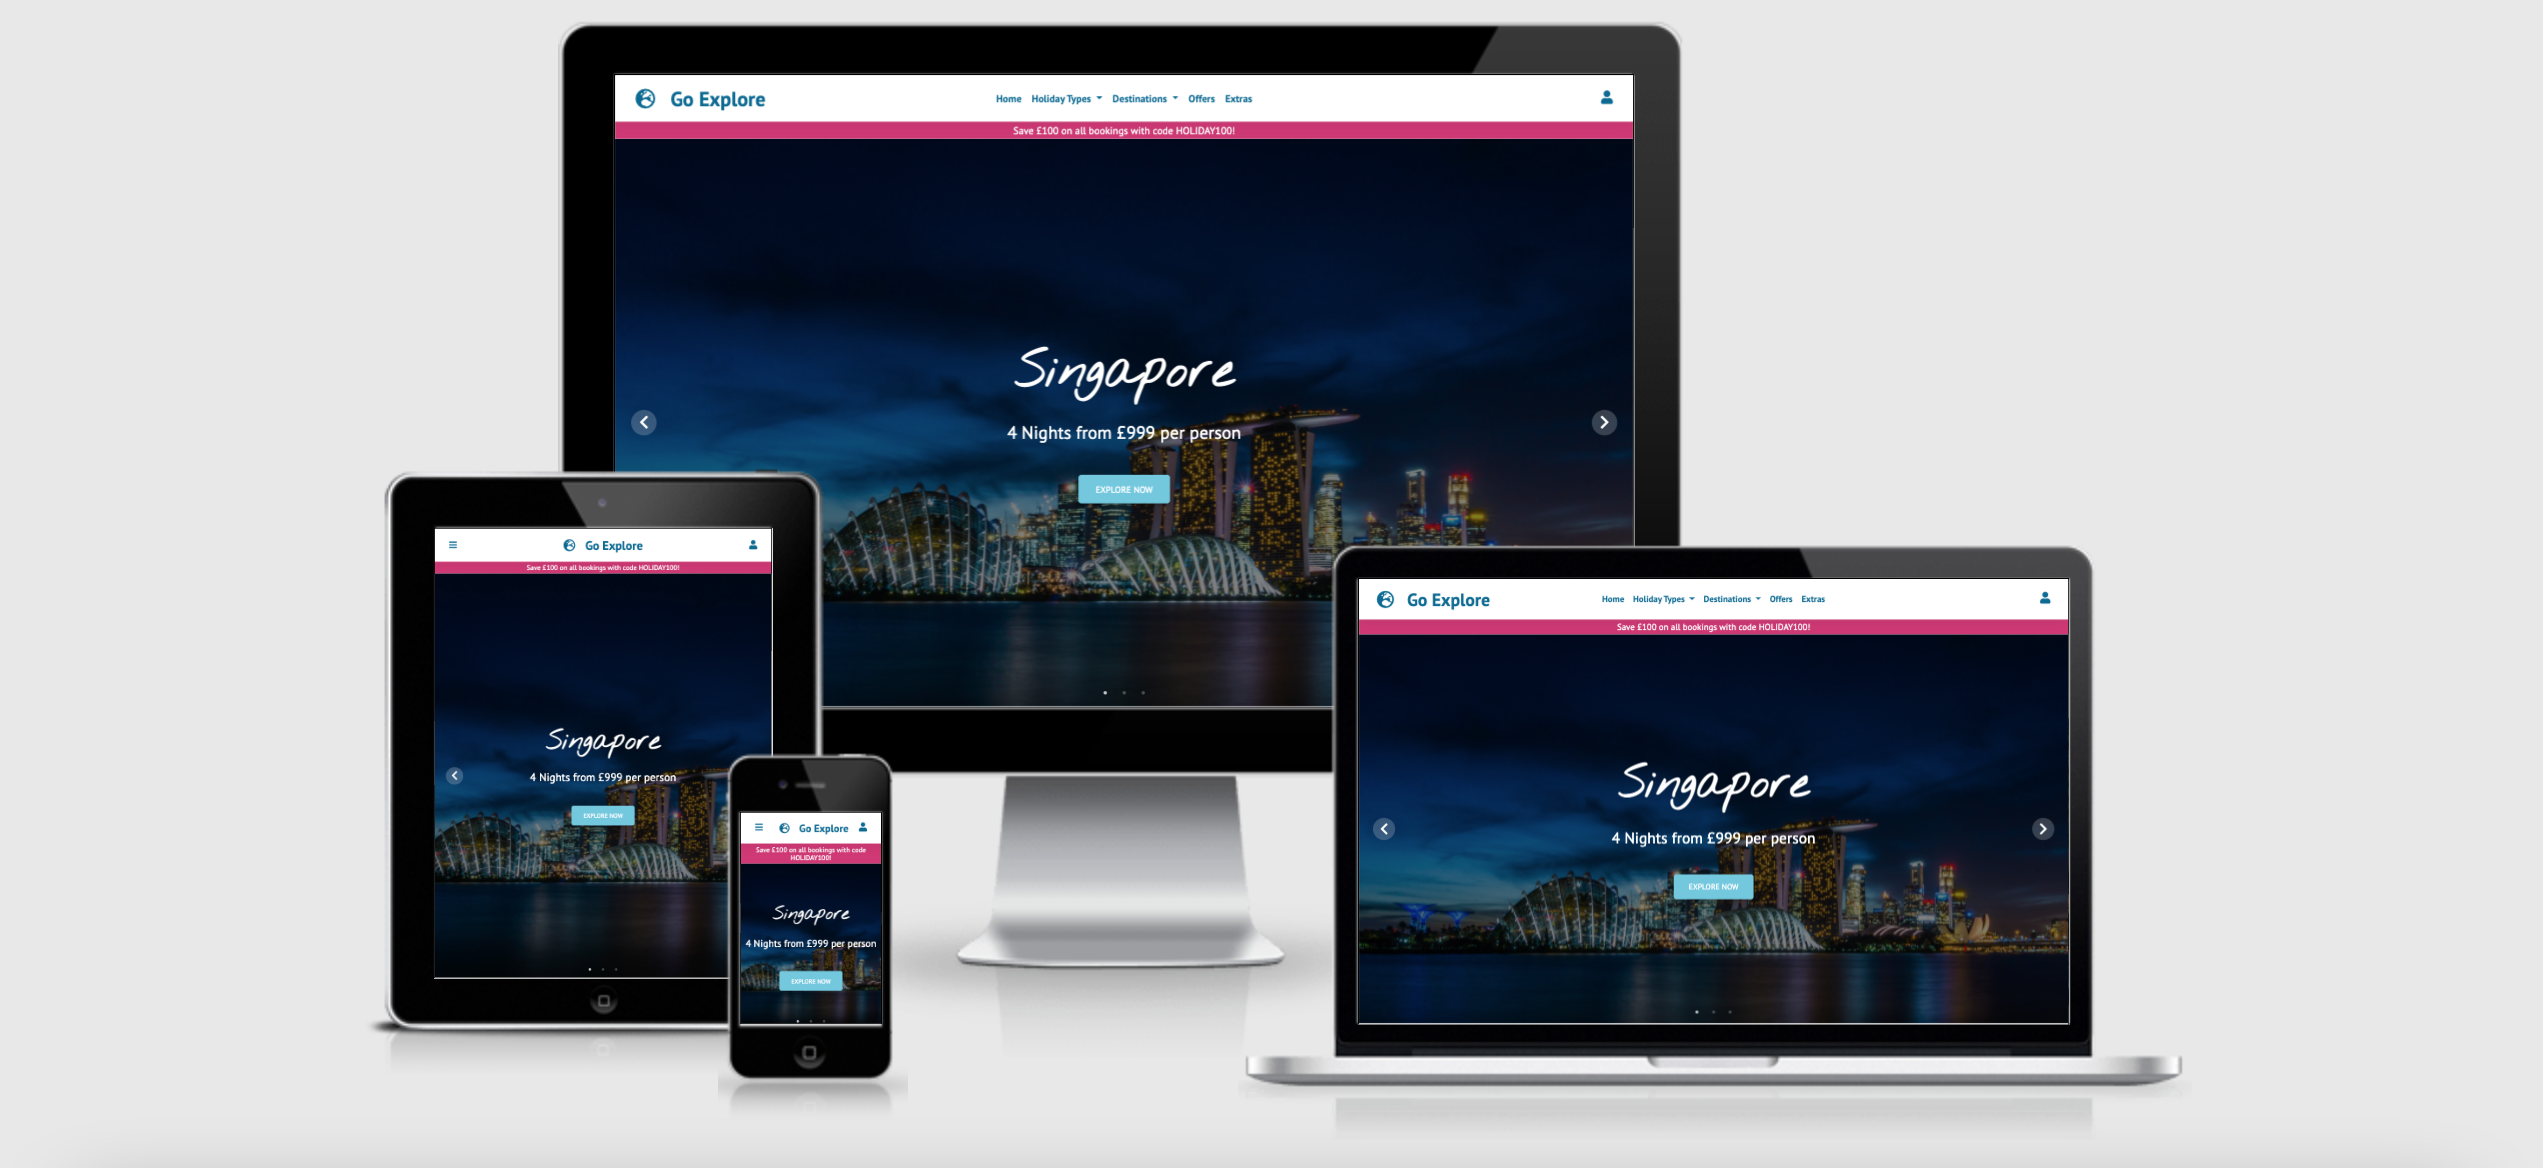 Go Explore
Home Holiday Types Destinations Offers Extras
Save £100 on all bookings with code HOLIDAY100!
Singapore
4 Nights from £999 per person
EXPLORE NOW
Go Explore
Save £100 on all bookings with code HOLIDAY100!
Singapore
4 Nights from £999 per person
EXPLORE NOW
Go Explore
Save £100 on all bookings with code
HOLIDAY100!
Singapore
4 Nights from £999 per person
EXPLORE NOW
Go Explore
Home Holiday Types Destinations Offers Extras
Save £100 on all bookings with code HOLIDAY100!
Singapore
4 Nights from £999 per person
EXPLORE NOW